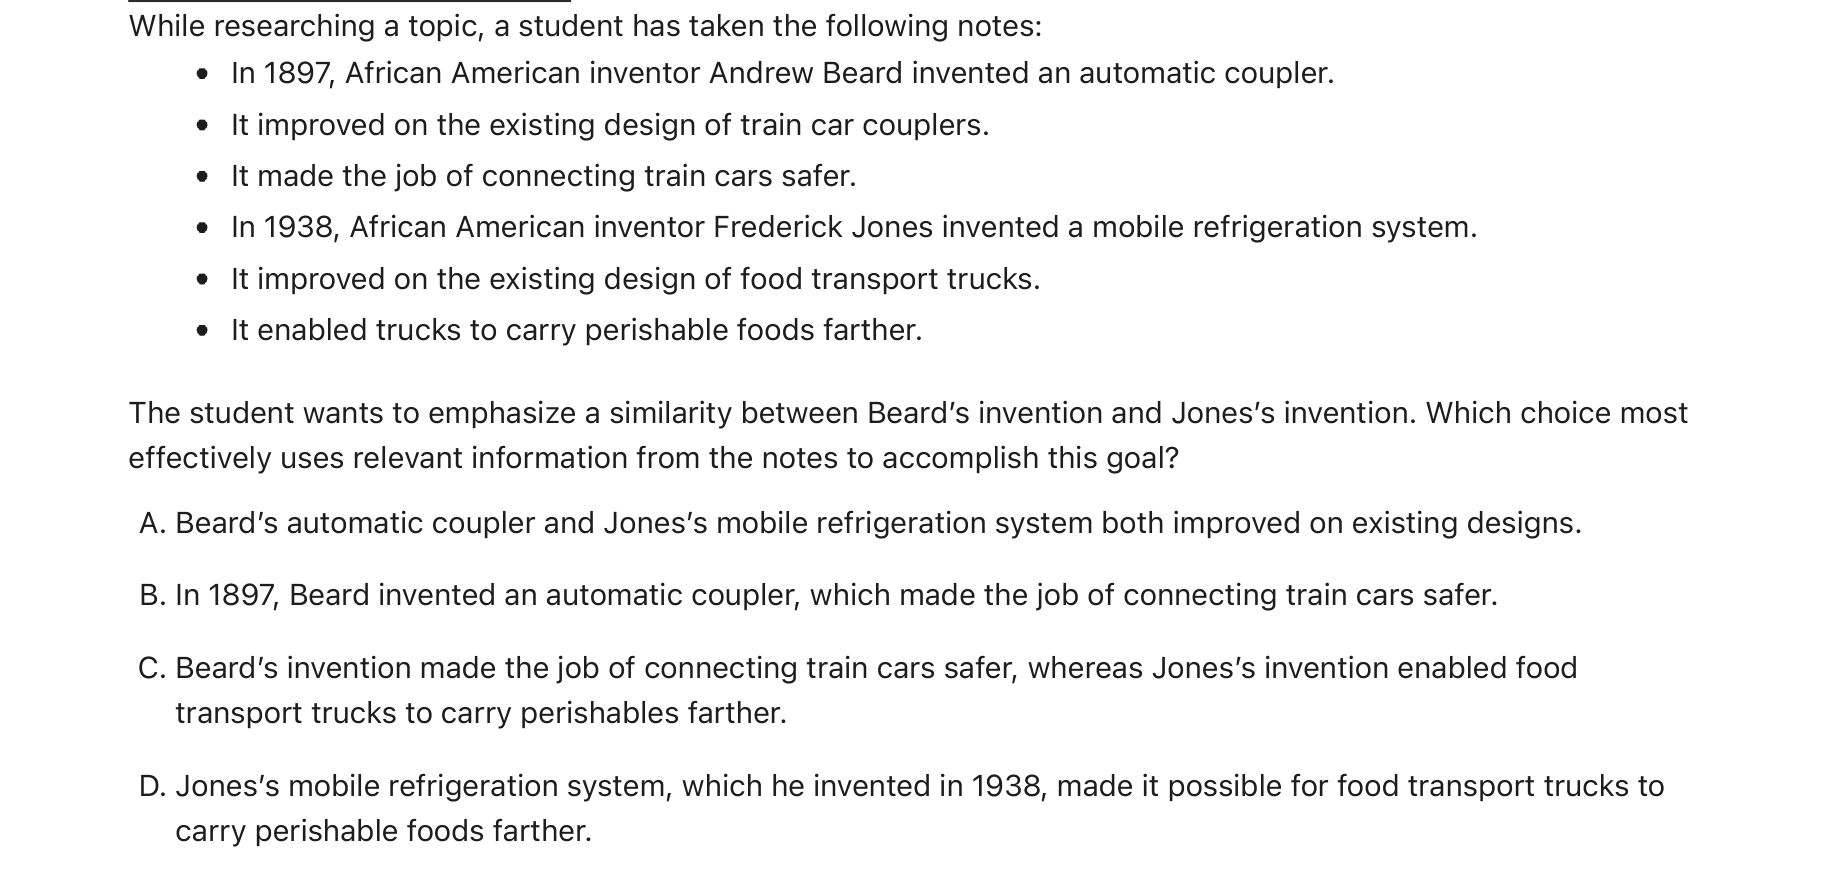 While researching a topic, a student has taken the following notes:
• In 1897, African American inventor Andrew Beard invented an automatic coupler.
• It improved on the existing design of train car couplers.
• It made the job of connecting train cars safer.
• In 1938, African American inventor Frederick Jones invented a mobile refrigeration system.
• It improved on the existing design of food transport trucks.
• It enabled trucks to carry perishable foods farther.
The student wants to emphasize a similarity between Beard’s invention and Jones’s invention. Which choice most
effectively uses relevant information from the notes to accomplish this goal?
A. Beard’s automatic coupler and Jones’s mobile refrigeration system both improved on existing designs.
B. In 1897, Beard invented an automatic coupler, which made the job of connecting train cars safer.
C. Beard’s invention made the job of connecting train cars safer, whereas Jones’s invention enabled food
transport trucks to carry perishables farther.
D. Jones’s mobile refrigeration system, which he invented in 1938, made it possible for food transport trucks to
carry perishable foods farther.